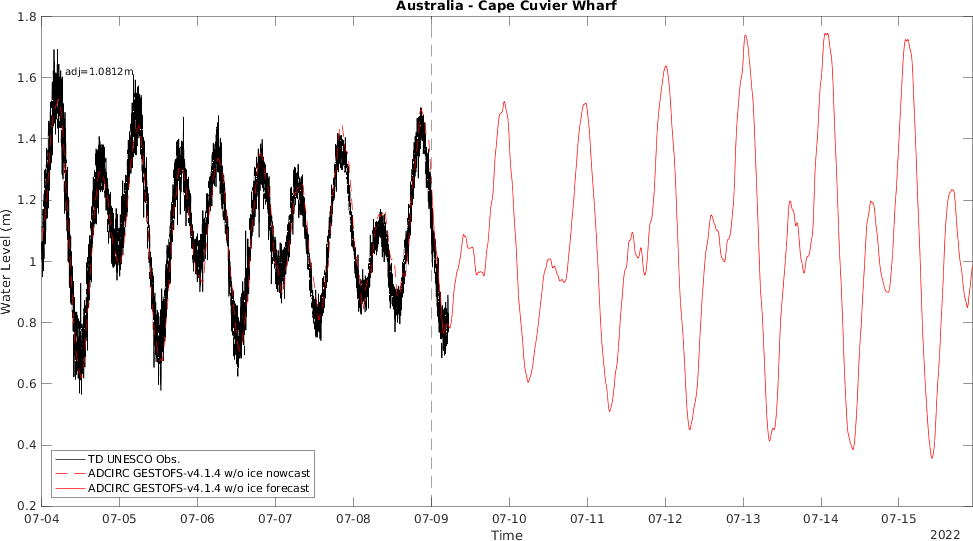 Australia - Cape Cuvier Wharf
1.8
1.6
1.4
1.2
1
0.8
0.6
0.4
0.2
Water Level (m)
adj=1.0812m
TD UNESCO Obs.
ADCIRC GESTOFS-v4.1.4 w/o ice nowcast
ADCIRC GESTOFS-v4.1.4 w/o ice forecast
07-04 07-05 07-06 07-07 07-08 07-09 07-10 07-11 07-12 07-13 07-14 07-15
Time
2022